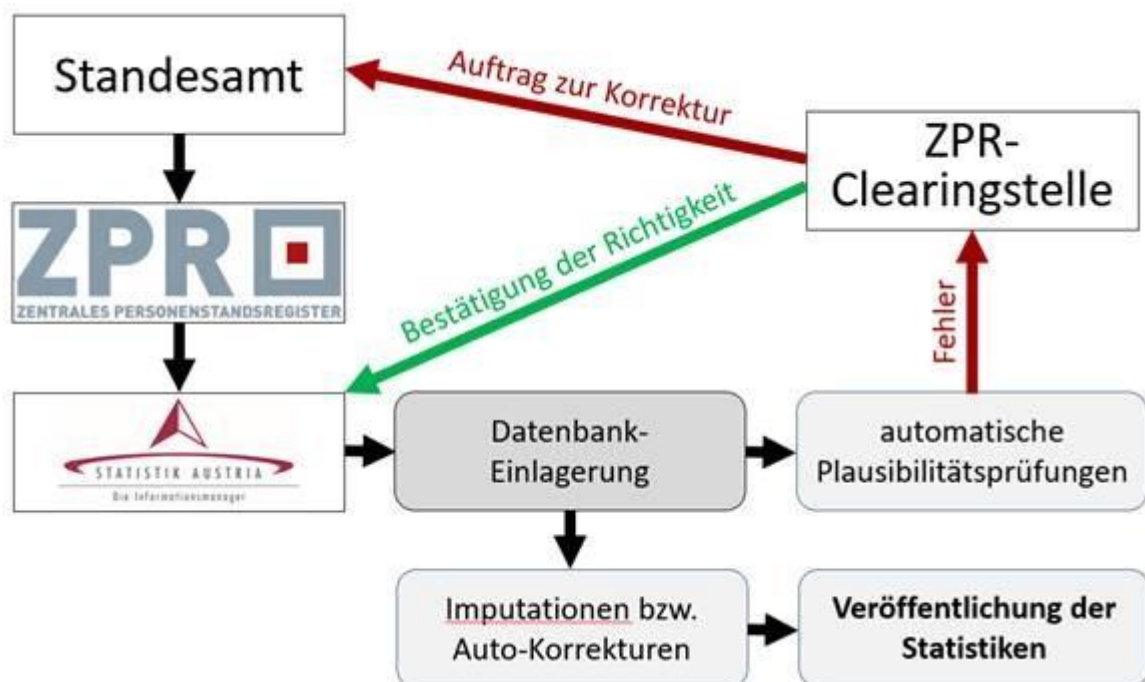 Standesamt
Auftrag zur Korrektur
ZPR-
Clearingstelle
ZPR
ZENTRALES PERSONENSTANDSREGISTER
Bestätigung der Richtigkeit
Fehler
STATISTIK AUSTRIA
Die Informationsmanager
Datenbank-
Einlagerung
automatische
Plausibilitätsprüfungen
Imputationen bzw.
Auto-Korrekturen
Veröffentlichung der
Statistiken